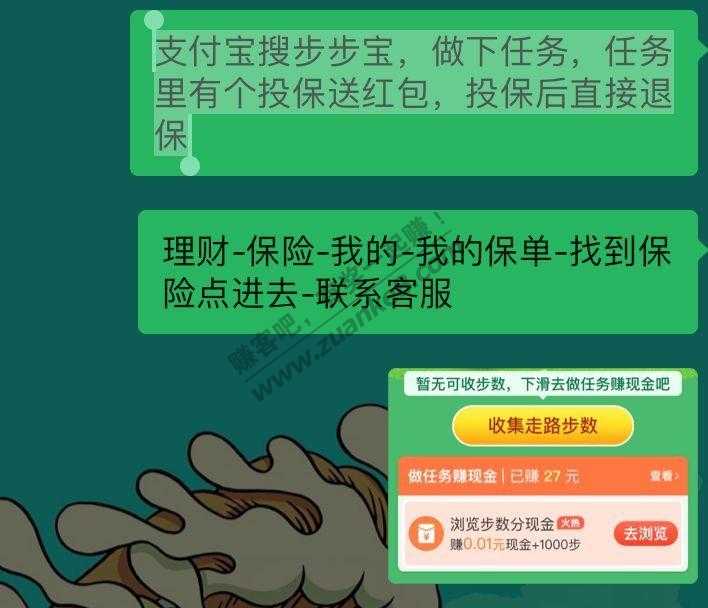 支付宝搜步步宝，做下任务，任务
里有个投保送红包，投保后直接退
保
理财-保险-我的-我的保单-找到保
险点进去-联系客服
赚客吧，有奖一起赚！
www.zuanke8.com
暂无可收步数，下滑去做任务赚现金吧
收集走路步数
做任务赚现金 | 已赚 27 元 查看>
浏览步数分现金 火热
赚0.01元现金+1000步
去浏览